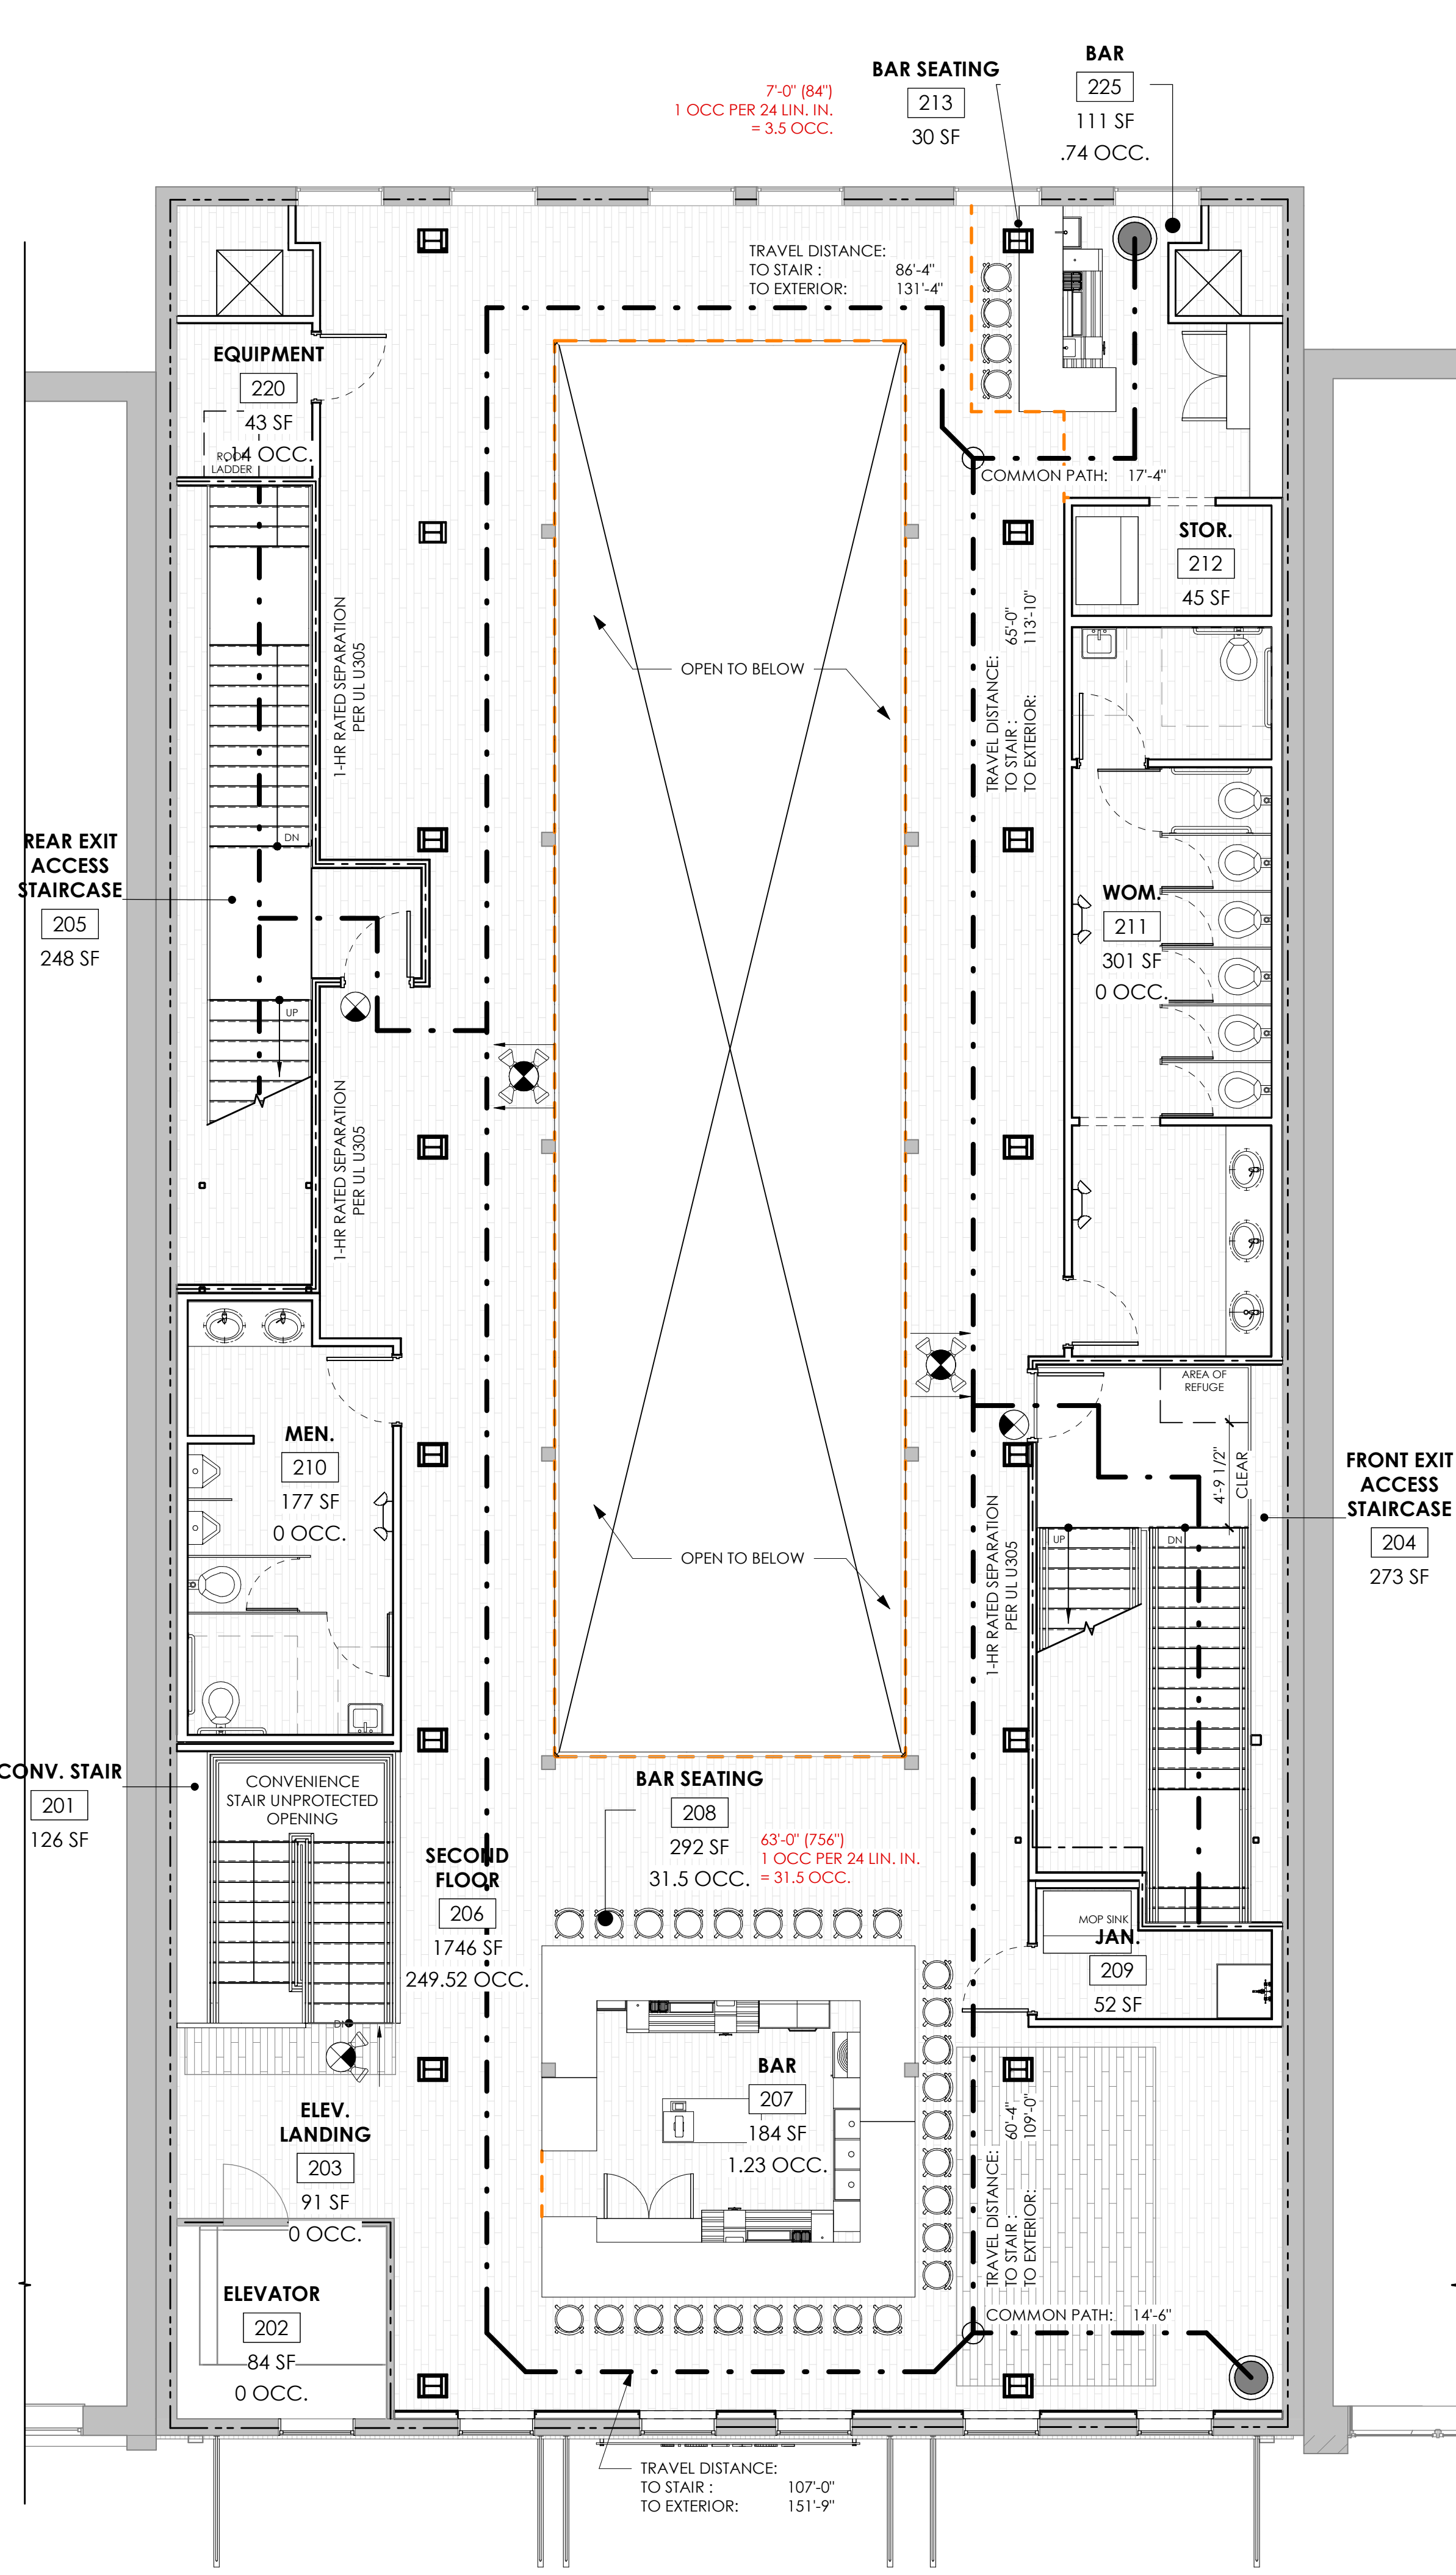 BAR SEATING
213
30 SF
7'-0" (84")
1 OCC PER 24 LIN. IN.
= 3.5 OCC.
BAR
225
111 SF
.74 OCC.
TRAVEL DISTANCE:
TO STAIR : 86'-4"
TO EXTERIOR: 131'-4"
EQUIPMENT
220
43 SF
.14 OCC.
ROOF
LADDER
COMMON PATH: 17'-4"
STOR.
212
45 SF
1-HR RATED SEPARATION
PER UL U305
OPEN TO BELOW
TRAVEL DISTANCE:
TO STAIR : 65'-0"
TO EXTERIOR: 113'-10"
REAR EXIT
ACCESS
STAIRCASE
205
248 SF
DN
UP
WOM.
211
301 SF
0 OCC.
1-HR RATED SEPARATION
PER UL U305
AREA OF
REFUGE
4'-9 1/2"
CLEAR
MEN.
210
177 SF
0 OCC.
FRONT EXIT
ACCESS
STAIRCASE
204
273 SF
UP
DN
1-HR RATED SEPARATION
PER UL U305
OPEN TO BELOW
CONV. STAIR
201
126 SF
CONVENIENCE
STAIR UNPROTECTED
OPENING
DN
BAR SEATING
208
292 SF
31.5 OCC.
63'-0" (756")
1 OCC PER 24 LIN. IN.
= 31.5 OCC.
SECOND
FLOOR
206
1746 SF
249.52 OCC.
MOP SINK
JAN.
209
52 SF
BAR
207
184 SF
1.23 OCC.
ELEV.
LANDING
203
91 SF
0 OCC.
TRAVEL DISTANCE:
TO STAIR : 60'-4"
TO EXTERIOR: 109'-0"
ELEVATOR
202
84 SF
0 OCC.
COMMON PATH: 14'-6"
TRAVEL DISTANCE:
TO STAIR : 107'-0"
TO EXTERIOR: 151'-9"